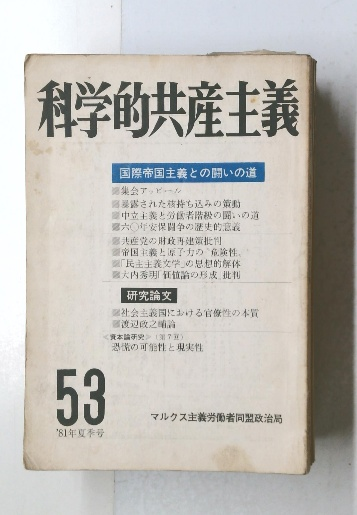 科学的共産主義
国際帝国主義との闘いの道
集会アッピール
暴露された核持ち込みの策動
中立主義と労働者階級の闘いの道
六〇年安保闘争の歴史的意義
共産党の財政再建策批判
帝国主義と原子力の「危険性」
「民主主義文学」の思想的解体
大内秀明「価値論の形成」批判
研究論文
社会主義国における官僚性の本質
渡辺政之輔論
<資本論研究>（第7回）
恐慌の可能性と現実性
53
'81年夏季号
マルクス主義労働者同盟政治局